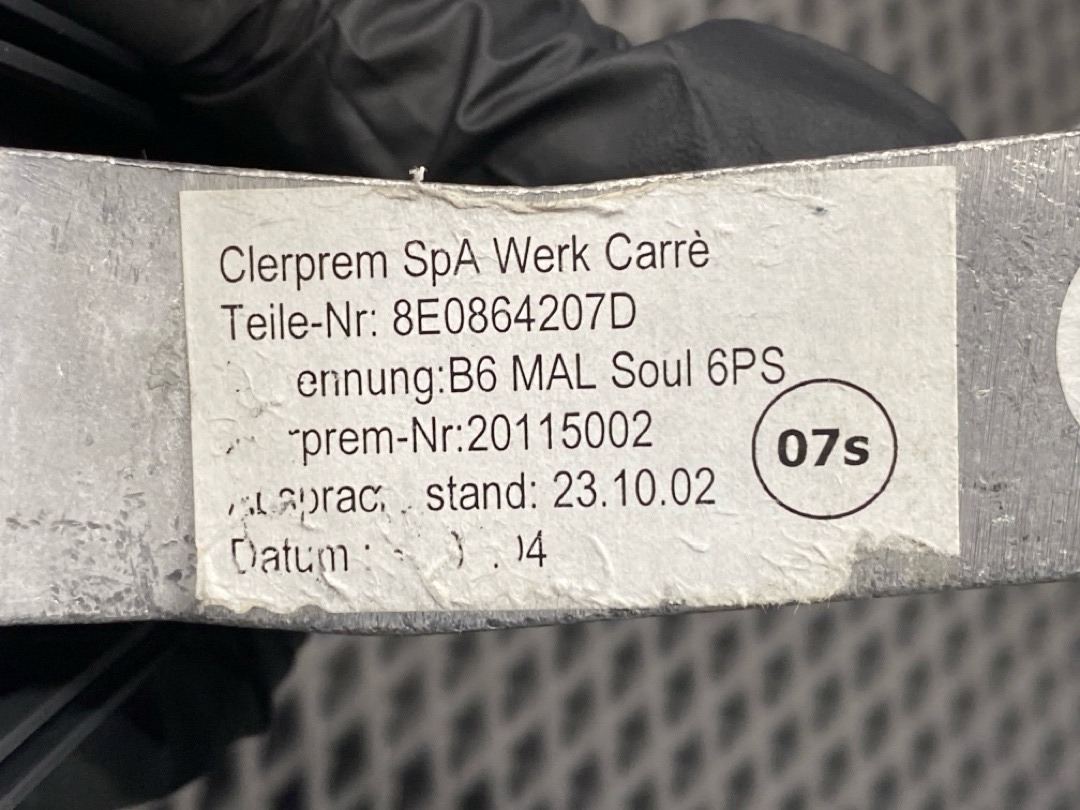 Clerprem SpA Werk Carrè
Teile-Nr: 8E0864207D
ennung:B6 MAL Soul 6PS
prem-Nr:20115002
stand: 23.10.02
07s
Datum :